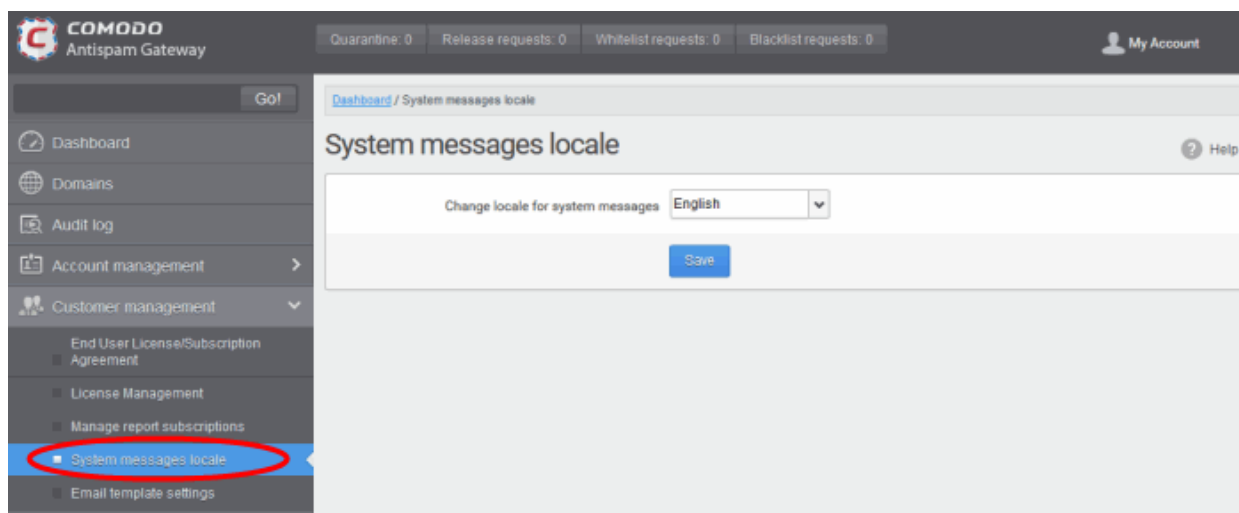 COMODO
Antispam Gateway
Quarantine: 0 Release requests: 0 Whitelist requests: 0 Blacklist requests: 0
My Account
Go!
Dashboard / System messages locale
Dashboard
System messages locale
Help
Domains
Change locale for system messages English
Audit log
Account management
Save
Customer management
End User License/Subscription
Agreement
License Management
Manage report subscriptions
System messages locale
Email template settings